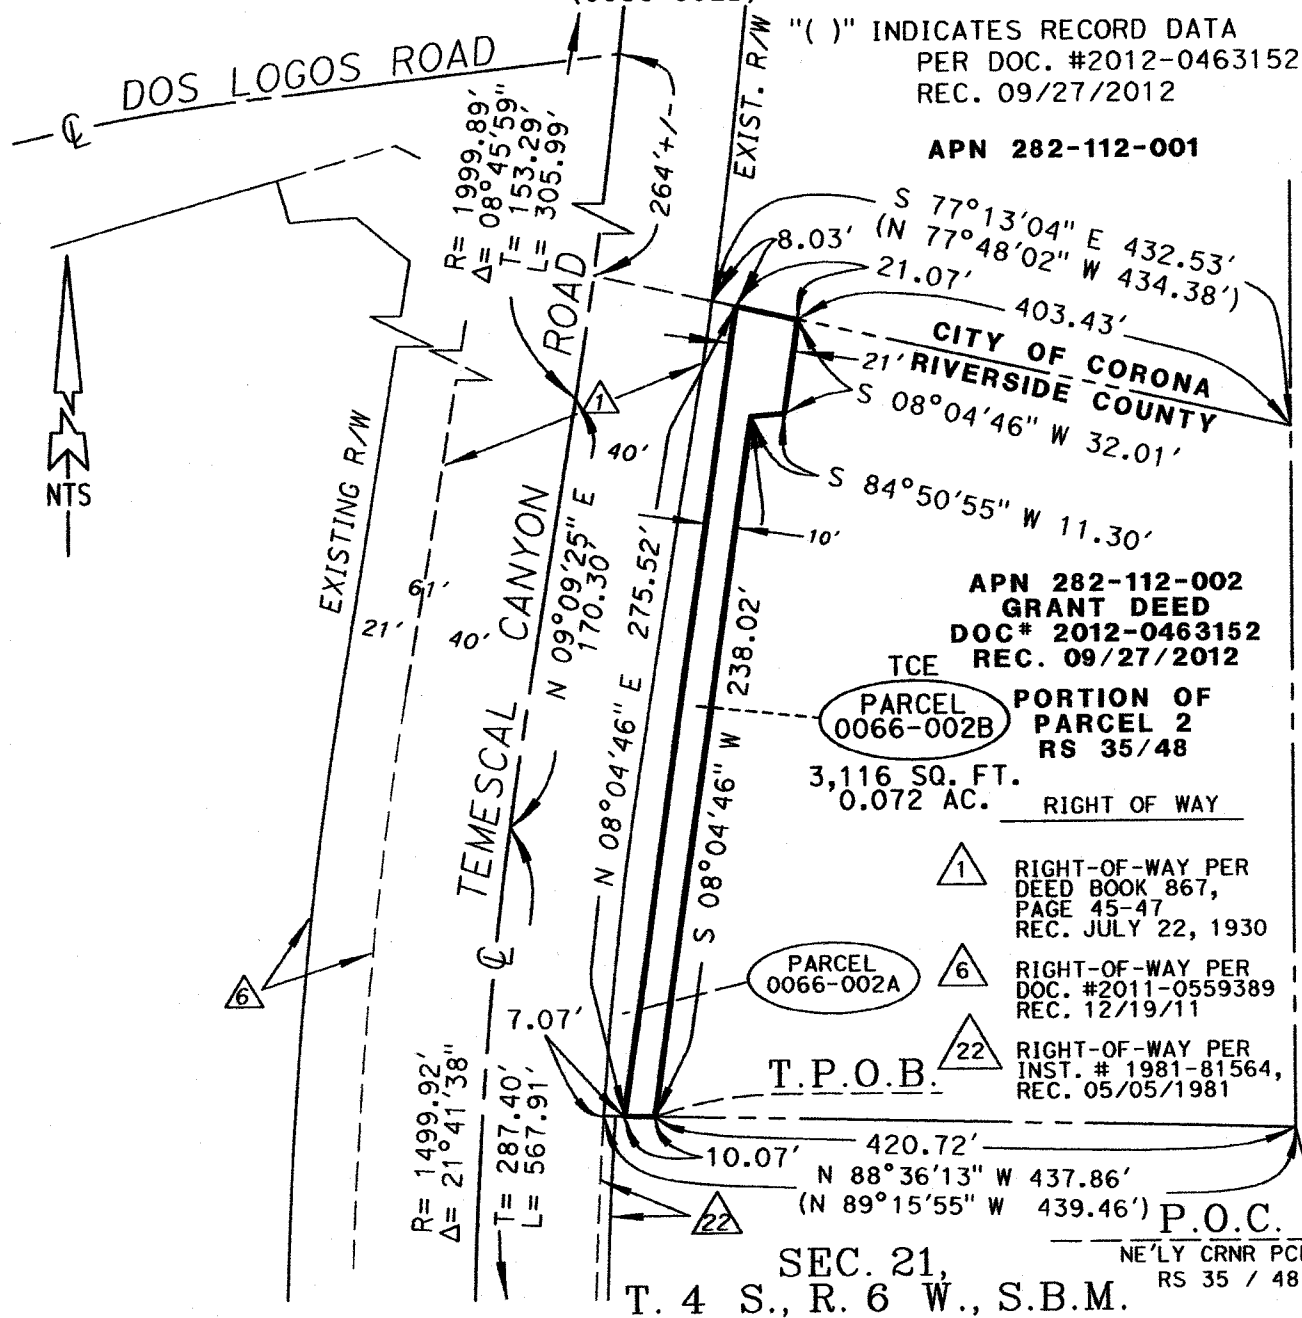 "( )" INDICATES RECORD DATA
PER DOC. #2012-0463152
REC. 09/27/2012
APN 282-112-001
DOS LOGOS ROAD
℄
R= 1999.89'
Δ= 08°45'59"
T= 153.29'
L= 305.99'
264'+/-
EXIST. R/W
S 77°13'04" E 432.53'
(N 77°48'02" W 434.38')
8.03'
21.07'
403.43'
CITY OF CORONA
RIVERSIDE COUNTY
21'
S 08°04'46" W 32.01'
S 84°50'55" W 11.30'
10'
1
40'
N
NTS
EXISTING R/W
61'
21'
40'
TEMESCAL CANYON ROAD
℄
N 09°09'25" E
170.30'
N 08°04'46" E 275.52'
S 08°04'46" W 238.02'
APN 282-112-002
GRANT DEED
DOC# 2012-0463152
REC. 09/27/2012
TCE
PARCEL
0066-002B
3,116 SQ. FT.
0.072 AC.
PORTION OF
PARCEL 2
RS 35/48
RIGHT OF WAY
1
RIGHT-OF-WAY PER
DEED BOOK 867,
PAGE 45-47
REC. JULY 22, 1930
6
RIGHT-OF-WAY PER
DOC. #2011-0559389
REC. 12/19/11
22
RIGHT-OF-WAY PER
INST. # 1981-81564,
REC. 05/05/1981
6
PARCEL
0066-002A
7.07'
T.P.O.B.
R= 1499.92'
Δ= 21°41'38"
T= 287.40'
L= 567.91'
10.07'
420.72'
N 88°36'13" W 437.86'
(N 89°15'55" W 439.46')
22
P.O.C.
NE'LY CRNR
RS 35 / 48
SEC. 21,
T. 4 S., R. 6 W., S.B.M.